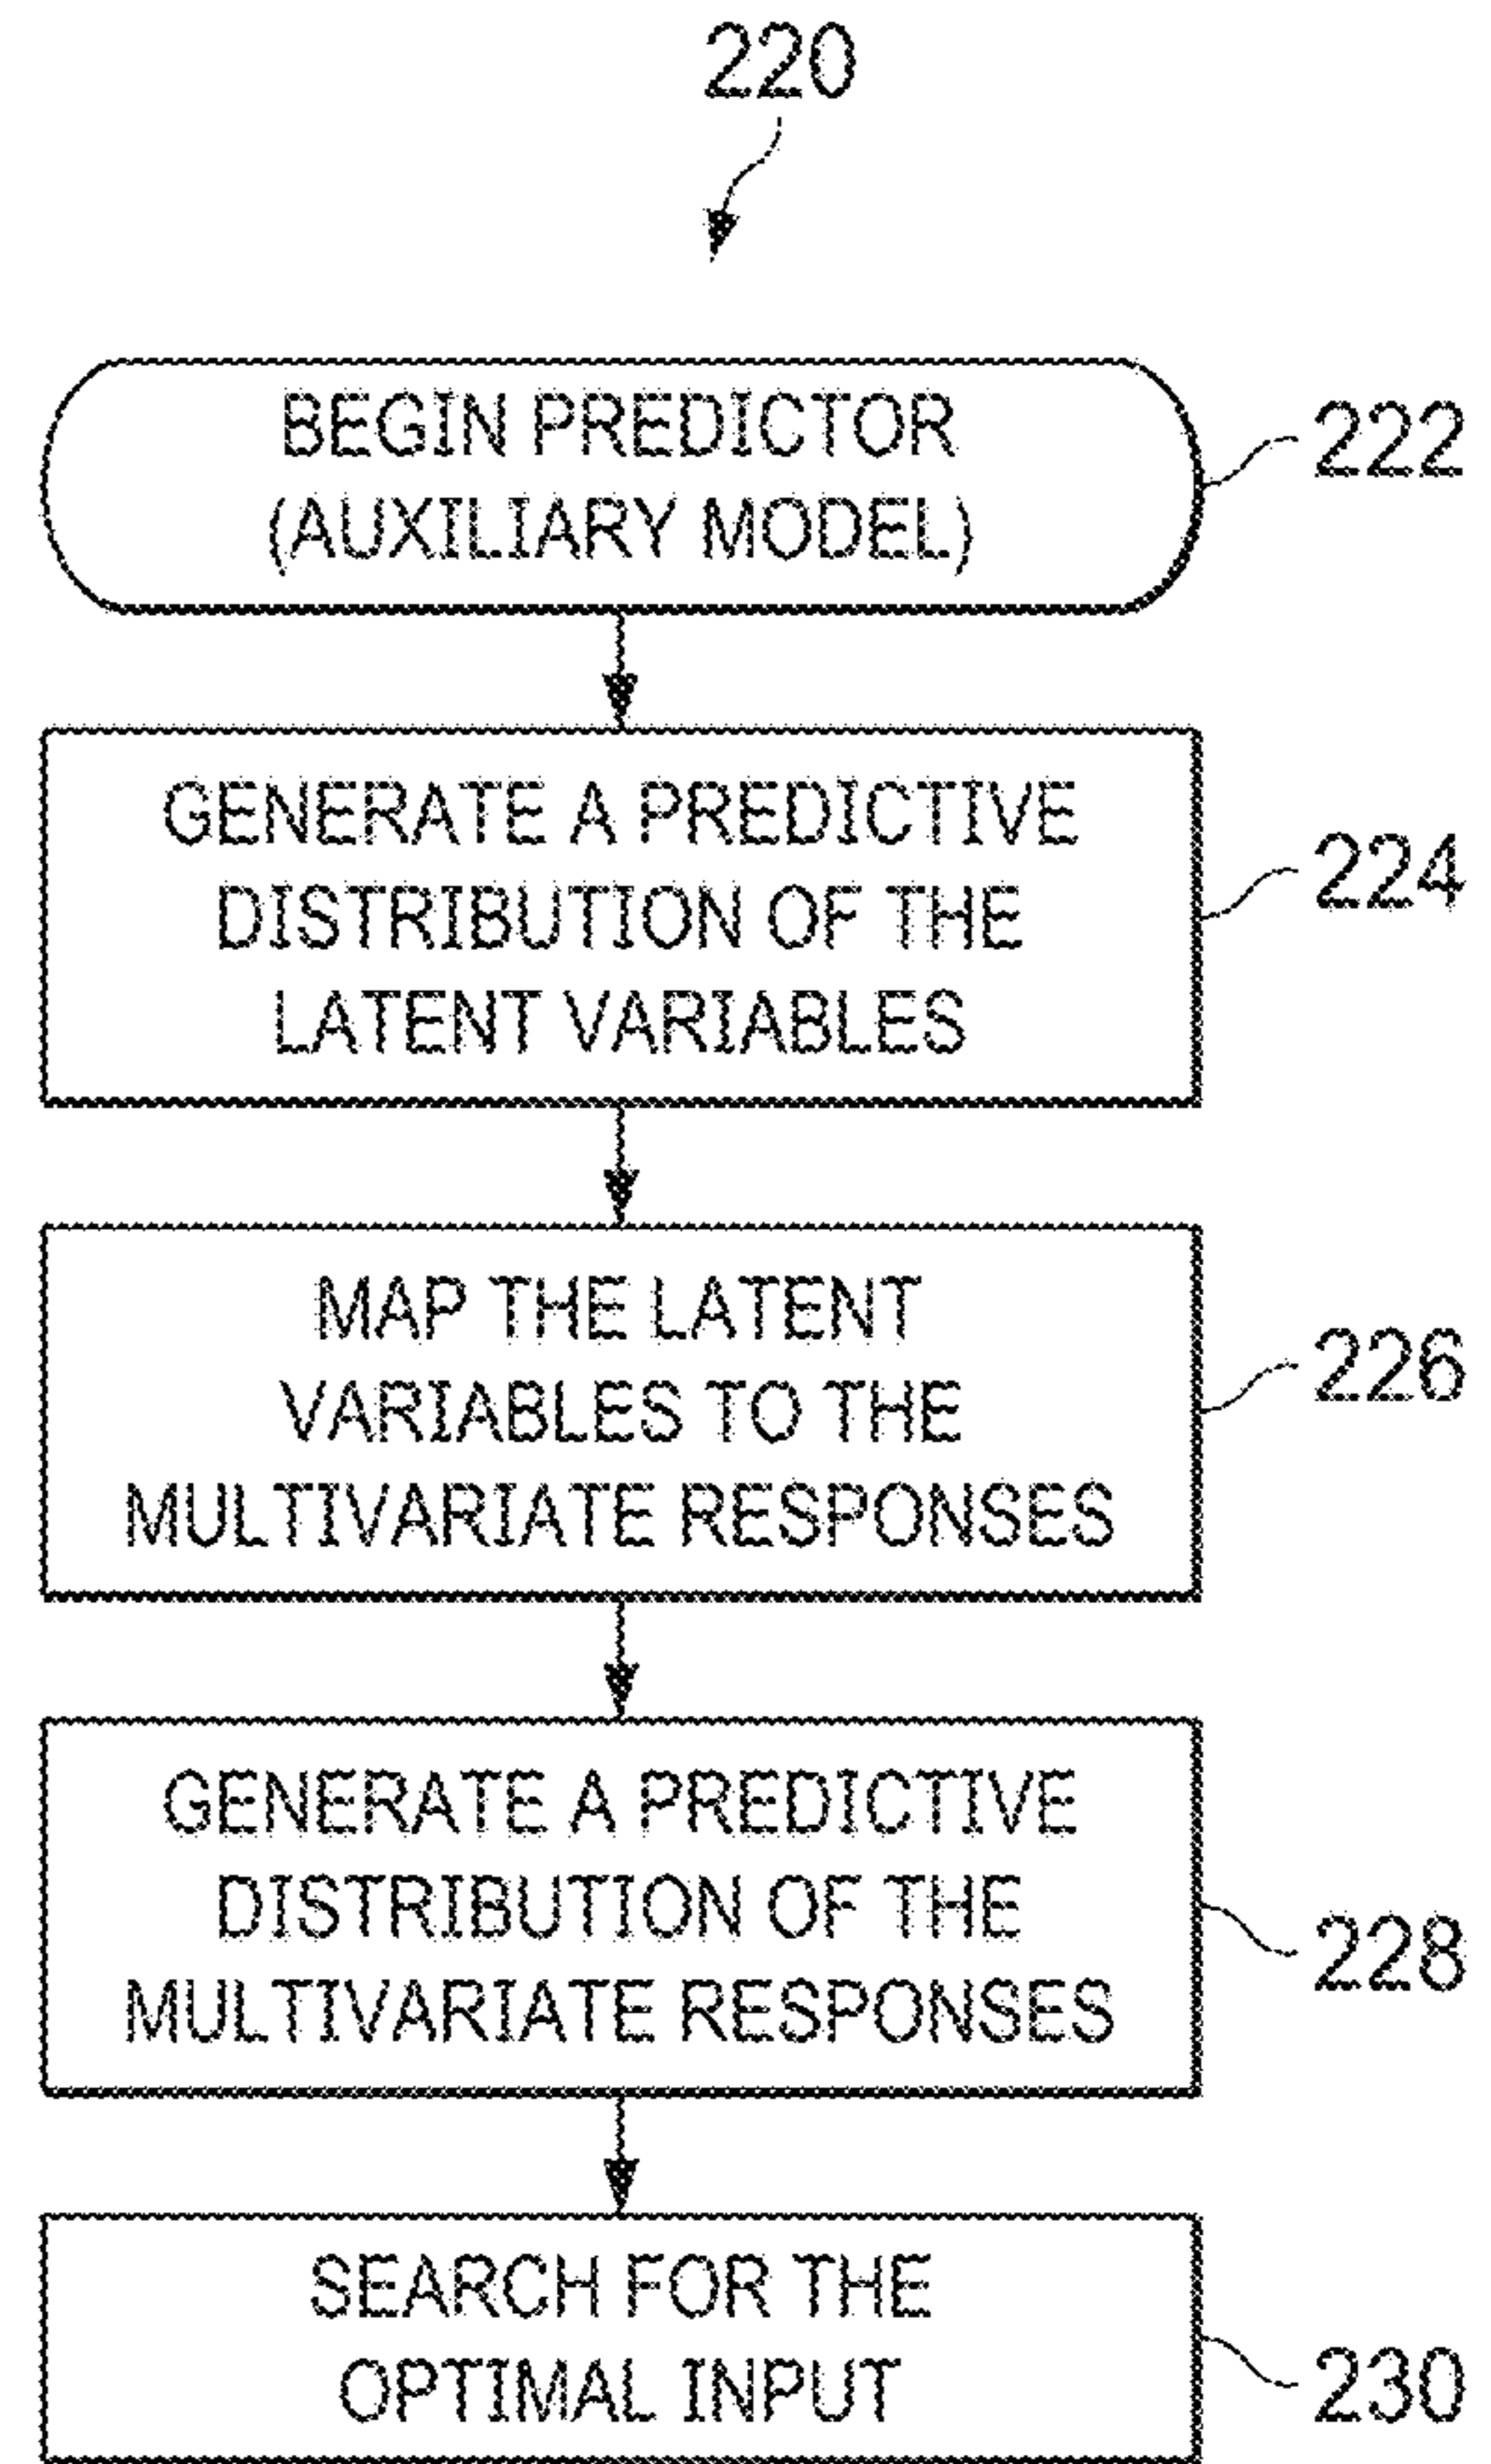 220
BEGIN PREDICTOR
(AUXILIARY MODEL)
222
GENERATE A PREDICTIVE
DISTRIBUTION OF THE
LATENT VARIABLES
224
MAP THE LATENT
VARIABLES TO THE
MULTIVARIATE RESPONSES
226
GENERATE A PREDICTIVE
DISTRIBUTION OF THE
MULTIVARIATE RESPONSES
228
SEARCH FOR THE
OPTIMAL INPUT
230